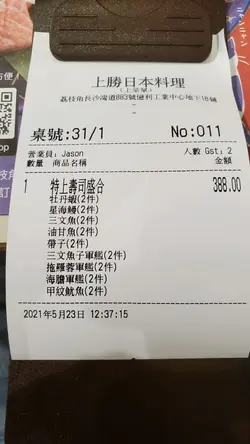 上勝日本料理
(上菜單)
荔枝角長沙灣道883號億利工業中心地下18舖
桌號:31/1 No:011
營業員: Jason 人數 Gst: 2
數量 商品名稱 金額
1 特上壽司盛合 388.00
牡丹蝦(2件)
星海鰻(2件)
三文魚(2件)
油甘魚(2件)
帶子(2件)
三文魚子軍艦(2件)
拖羅蓉軍艦(2件)
海膽軍艦(2件)
甲紋魷魚(2件)
2021年5月23日 12:37:15